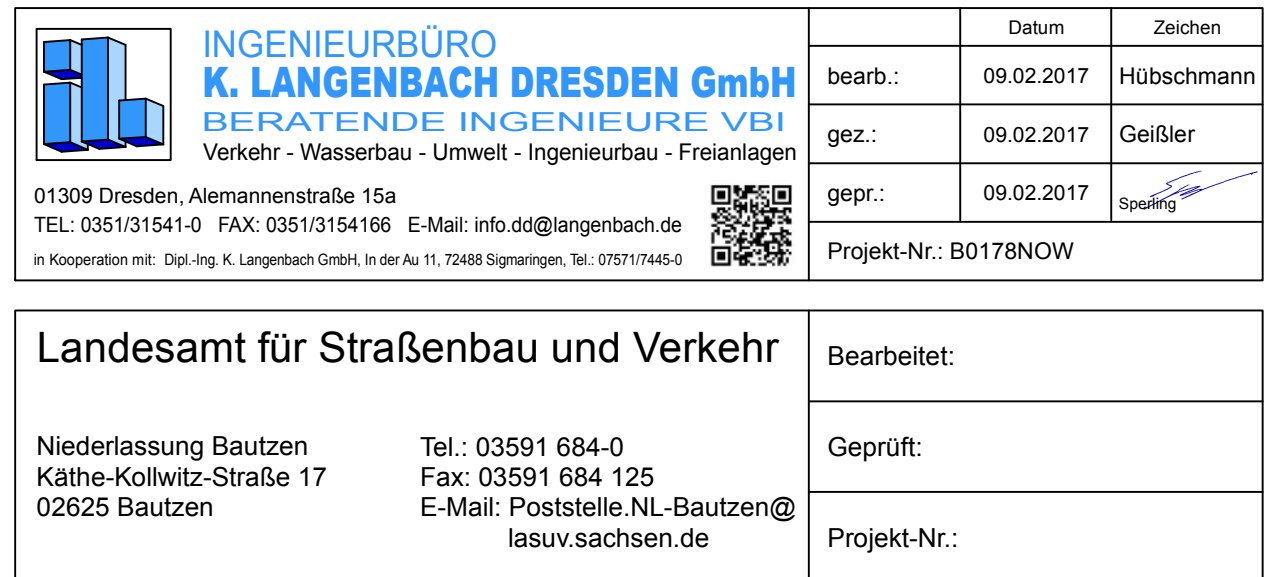 INGENIEURBÜRO
K. LANGENBACH DRESDEN GmbH
BERATENDE INGENIEURE VBI
Verkehr - Wasserbau - Umwelt - Ingenieurbau - Freianlagen
01309 Dresden, Alemannenstraße 15a
TEL: 0351/31541-0 FAX: 0351/3154166 E-Mail: info.dd@langenbach.de
in Kooperation mit: Dipl.-Ing. K. Langenbach GmbH, In der Au 11, 72488 Sigmaringen, Tel.: 07571/7445-0
Datum Zeichen
bearb.: 09.02.2017 Hübschmann
gez.: 09.02.2017 Geißler
gepr.: 09.02.2017 Sperling
Projekt-Nr.: B0178NOW
Landesamt für Straßenbau und Verkehr
Niederlassung Bautzen
Käthe-Kollwitz-Straße 17
02625 Bautzen
Tel.: 03591 684-0
Fax: 03591 684 125
E-Mail: Poststelle.NL-Bautzen@
lasuv.sachsen.de
Bearbeitet:
Geprüft:
Projekt-Nr.: